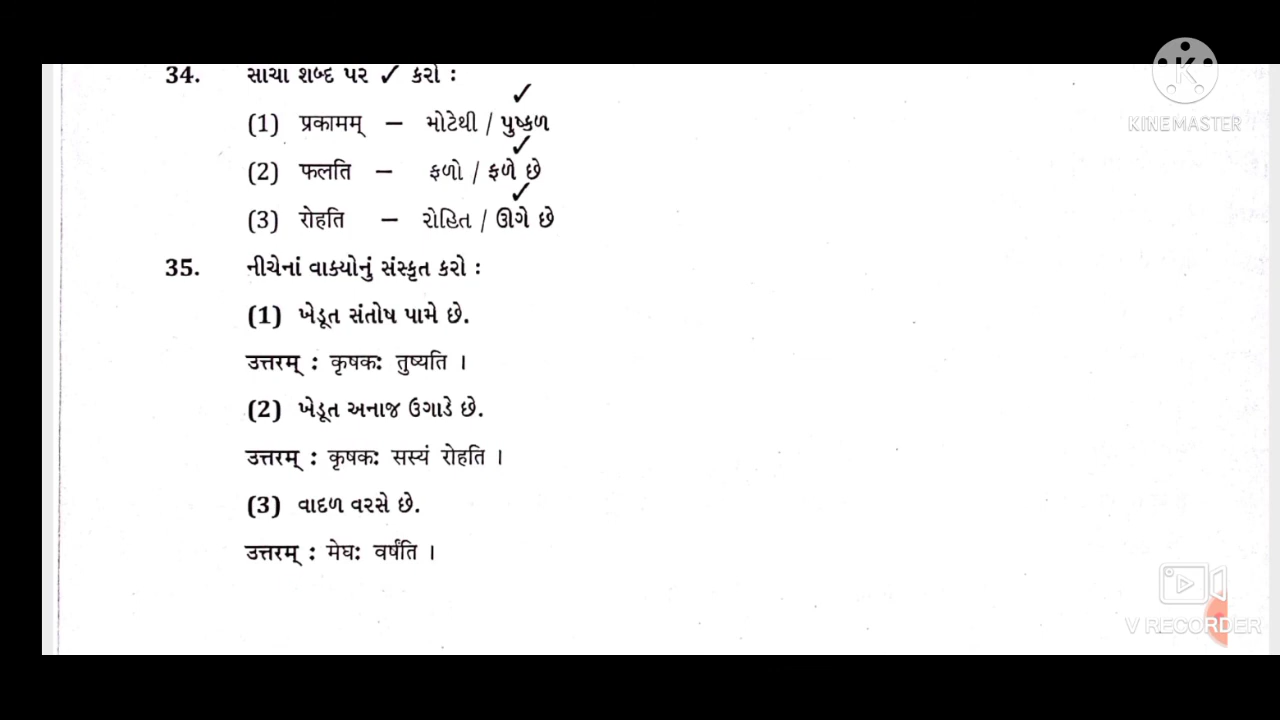 34. સાચા શબ્દ પર ✓ કરો :
(1) प्रकामम् – મોટેથી / પુષ્કળ ✓
(2) फलति – ફળો / ફળે છે ✓
(3) रोहति – રોહિત / ઊગે છે ✓
35. નીચેનાં વાક્યોનું સંસ્કૃત કરો :
(1) ખેડૂત સંતોષ પામે છે.
उत्तरम् : कृषकः तुष्यति ।
(2) ખેડૂત અનાજ ઉગાડે છે.
उत्तरम् : कृषकः सस्यं रोहति ।
(3) વાદળ વરસે છે.
उत्तरम् : मेघः वर्षंति ।
K
KINEMASTER
V RECORDER